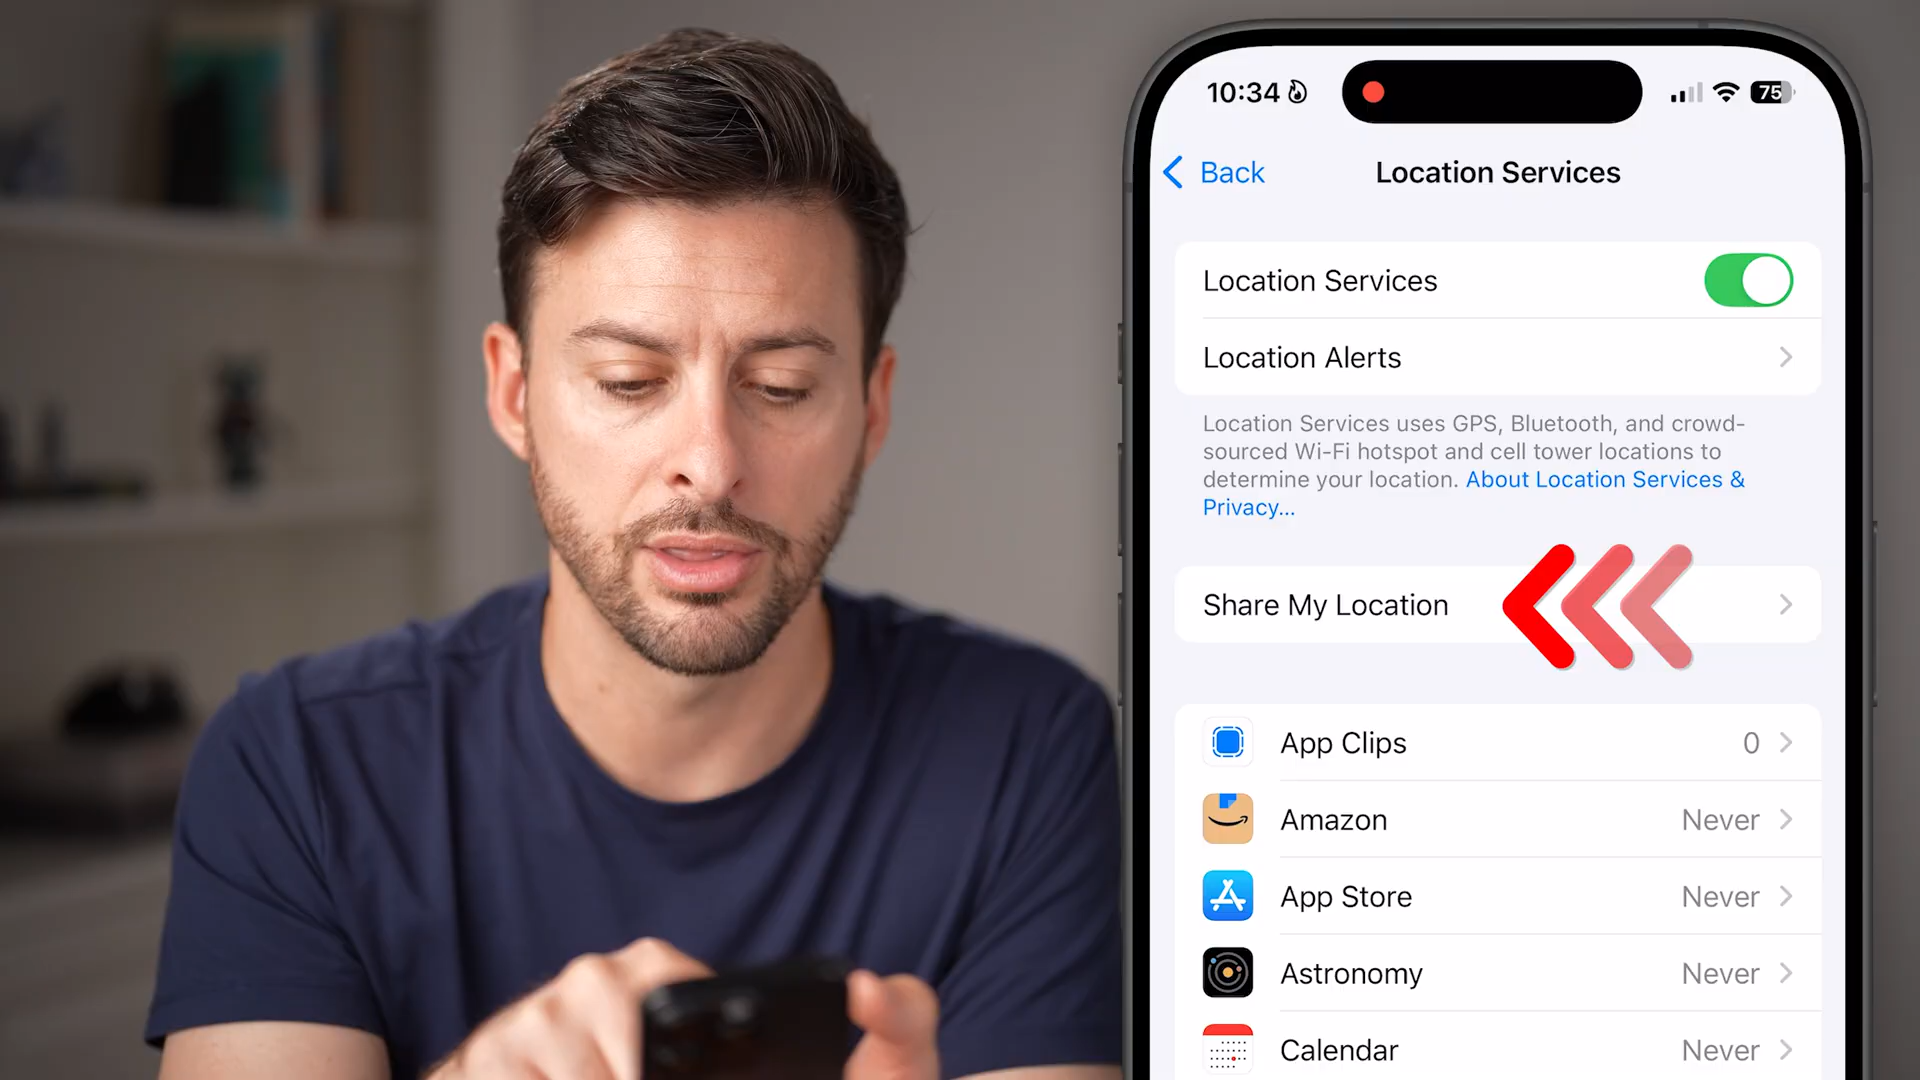 10:34
75
Back
Location Services
Location Services
Location Alerts
Location Services uses GPS, Bluetooth, and crowd-
sourced Wi-Fi hotspot and cell tower locations to
determine your location. About Location Services &
Privacy...
Share My Location
App Clips 0
Amazon Never
App Store Never
Astronomy Never
Calendar Never